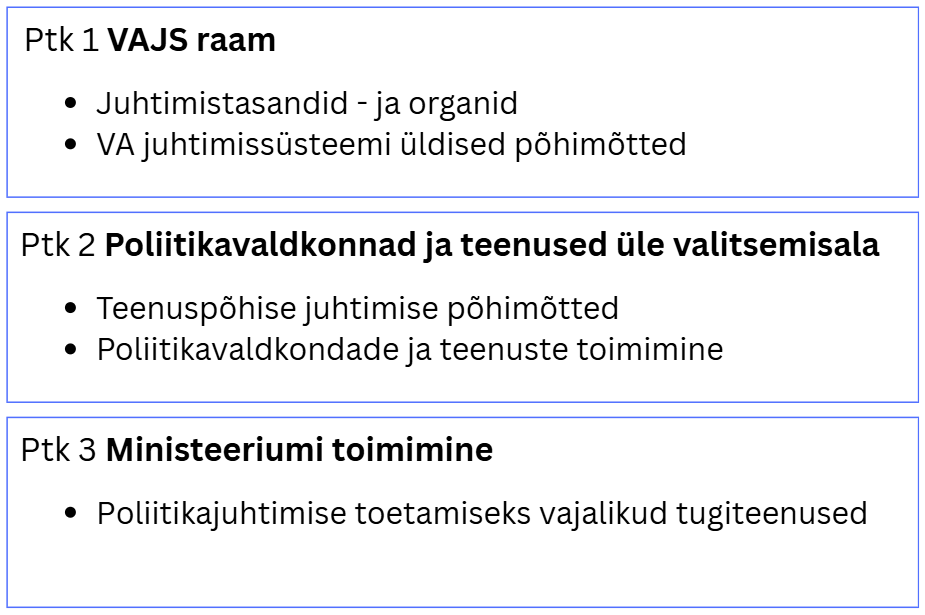 Ptk 1 VAJS raam
• Juhtimistasandid - ja organid
• VA juhtimissüsteemi üldised põhimõtted
Ptk 2 Poliitikavaldkonnad ja teenused üle valitsemisala
• Teenuspõhise juhtimise põhimõtted
• Poliitikavaldkondade ja teenuste toimimine
Ptk 3 Ministeeriumi toimimine
• Poliitikajuhtimise toetamiseks vajalikud tugiteenused